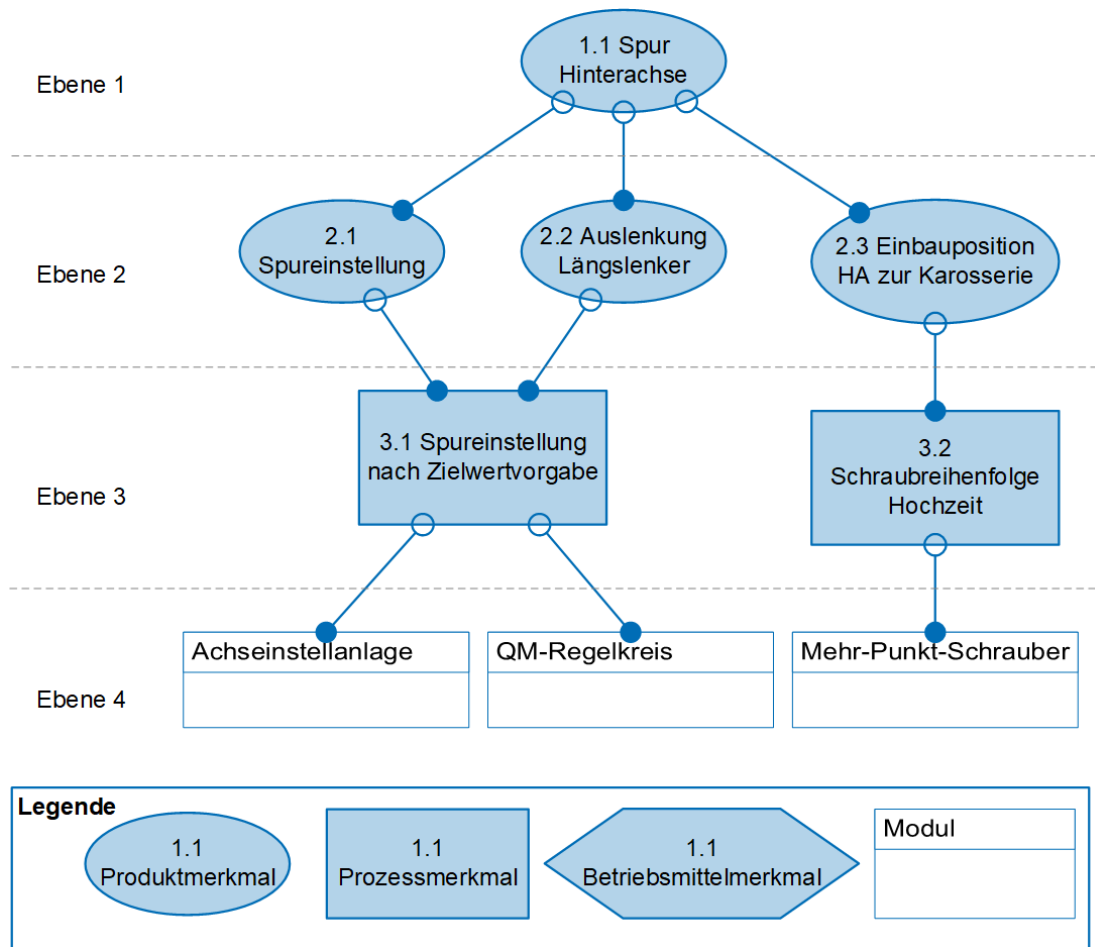 1.1 Spur
Hinterachse
Ebene 1
2.1
Spureinstellung
2.2 Auslenkung
Längslenker
2.3 Einbauposition
HA zur Karosserie
Ebene 2
3.1 Spureinstellung
nach Zielwertvorgabe
3.2
Schraubreihenfolge
Hochzeit
Ebene 3
Achseinstellanlage
QM-Regelkreis
Mehr-Punkt-Schrauber
Ebene 4
Legende
1.1
Produktmerkmal
1.1
Prozessmerkmal
1.1
Betriebsmittelmerkmal
Modul